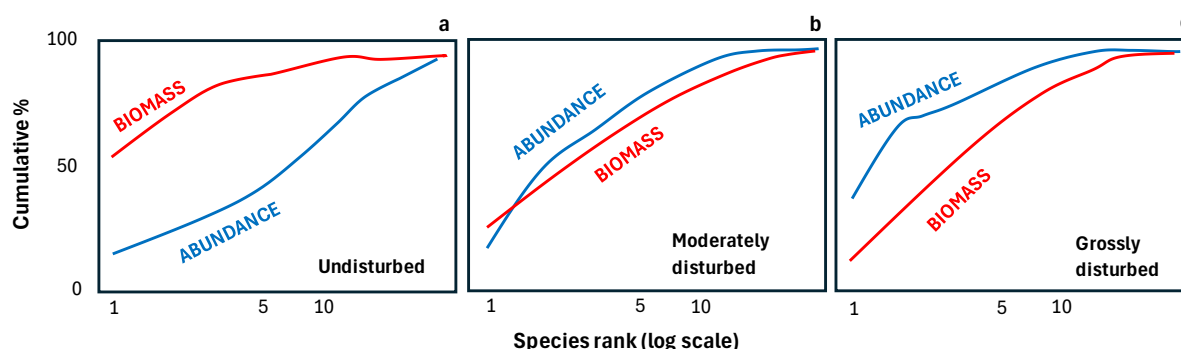 a
b
100
50
0
Cumulative %
BIOMASS
ABUNDANCE
Undisturbed
1
5
10
ABUNDANCE
BIOMASS
Moderately
disturbed
1
5
10
ABUNDANCE
BIOMASS
Grossly
disturbed
1
5
10
Species rank (log scale)